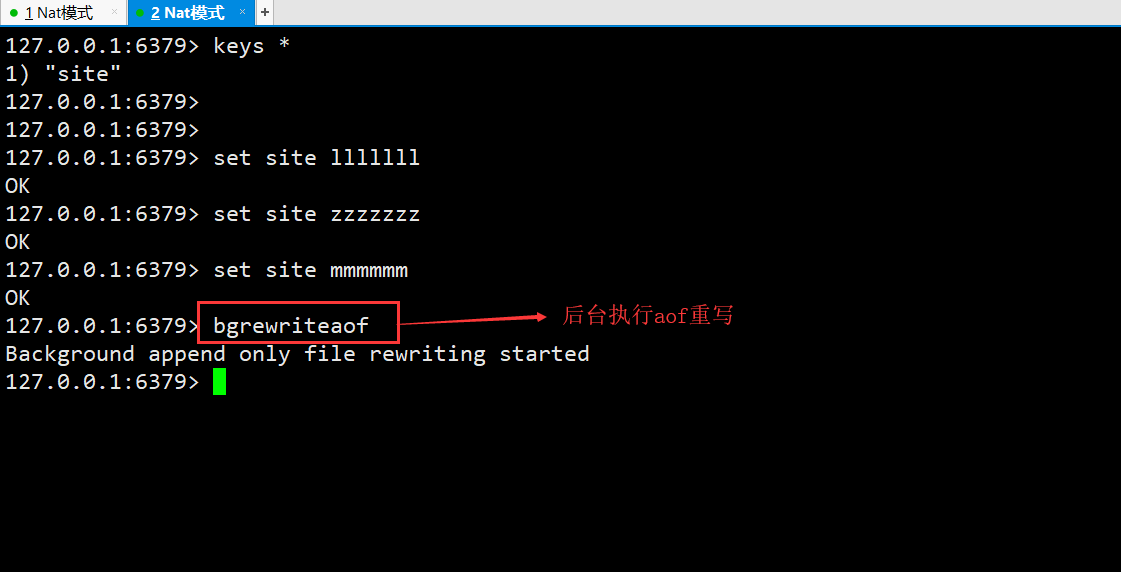 1 Nat模式 × 2 Nat模式 × +
127.0.0.1:6379> keys *
1) "site"
127.0.0.1:6379>
127.0.0.1:6379>
127.0.0.1:6379> set site lllllll
OK
127.0.0.1:6379> set site zzzzzzz
OK
127.0.0.1:6379> set site mmmmmm
OK
127.0.0.1:6379> bgrewriteaof 后台执行aof重写
Background append only file rewriting started
127.0.0.1:6379>